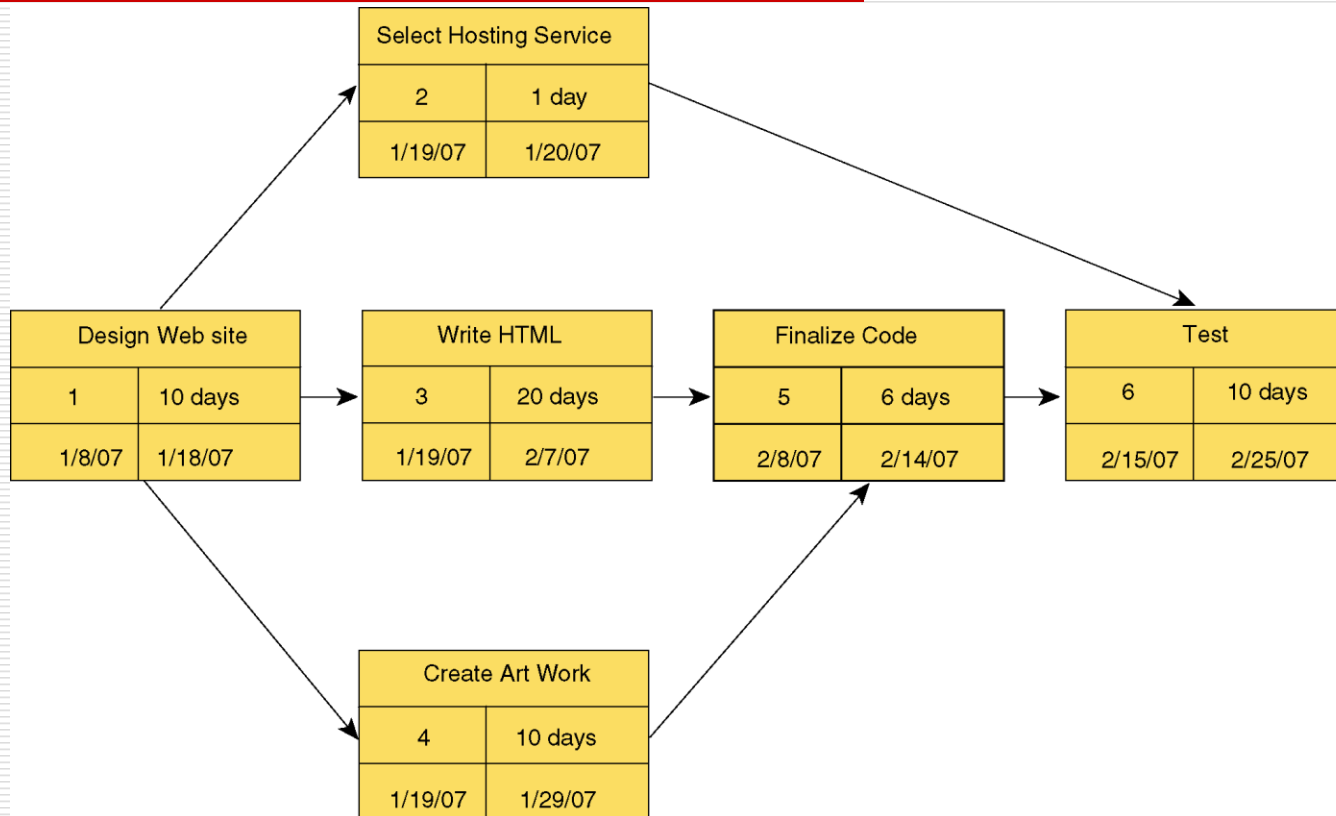 Select Hosting Service
2 1 day
1/19/07 1/20/07
Design Web site
1 10 days
1/8/07 1/18/07
Write HTML
3 20 days
1/19/07 2/7/07
Finalize Code
5 6 days
2/8/07 2/14/07
Test
6 10 days
2/15/07 2/25/07
Create Art Work
4 10 days
1/19/07 1/29/07